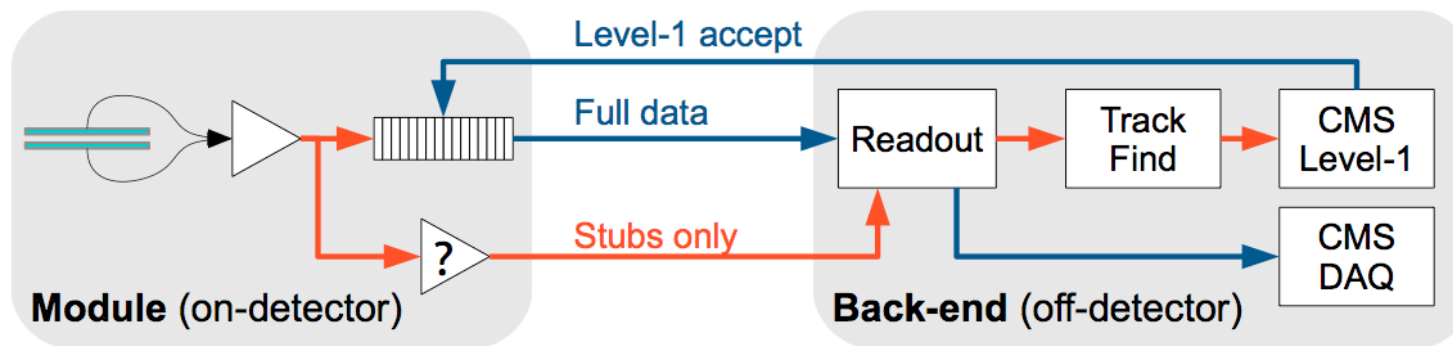 Level-1 accept
Full data
Readout
Track
Find
CMS
Level-1
?
Stubs only
CMS
DAQ
Module (on-detector)
Back-end (off-detector)